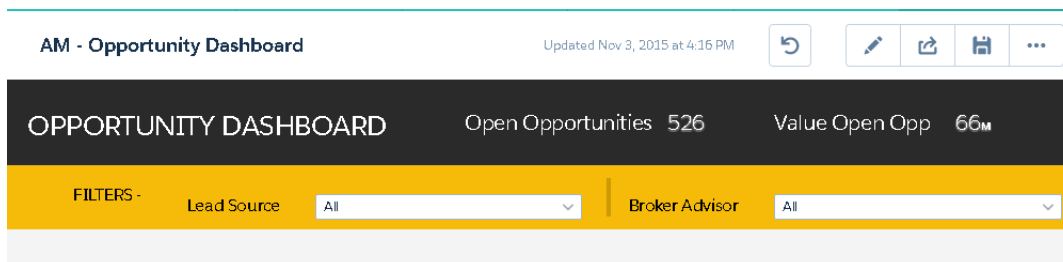 AM - Opportunity Dashboard Updated Nov 3, 2015 at 4:16 PM
OPPORTUNITY DASHBOARD Open Opportunities 526 Value Open Opp 66M
FILTERS - Lead Source All Broker Advisor All